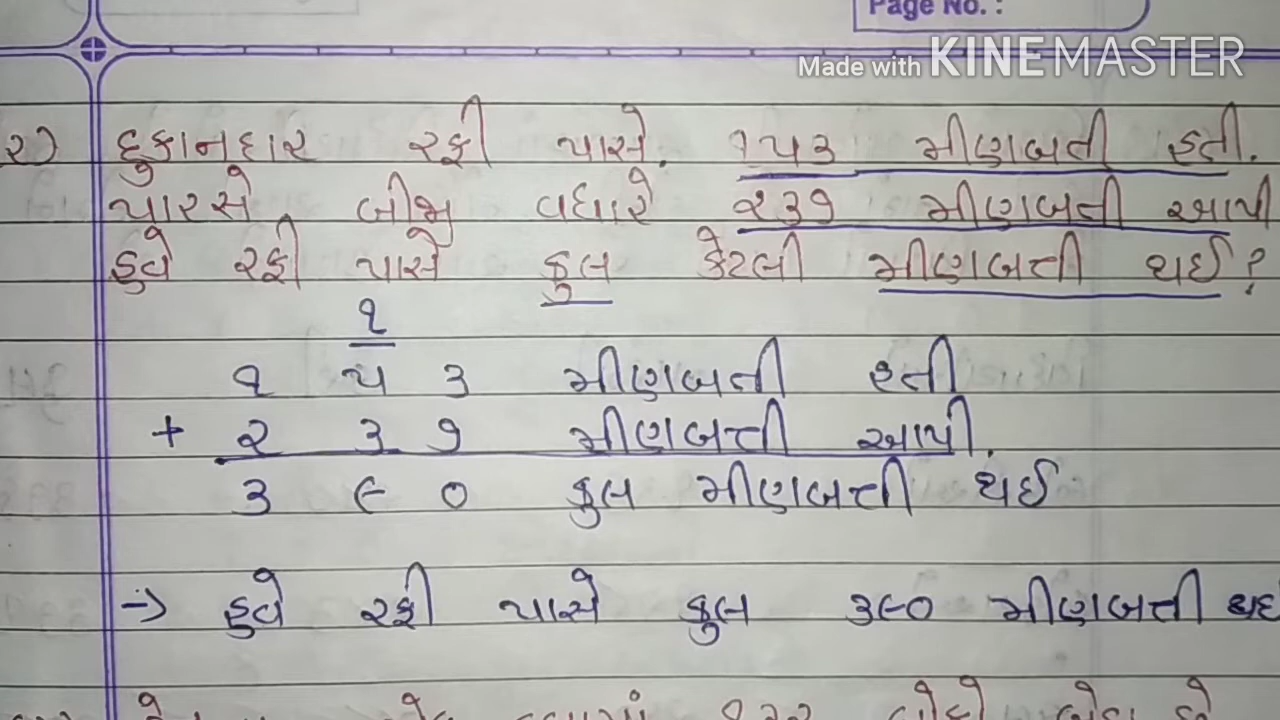 Page No. :
Made with KINEMASTER
૨) દુકાનદાર રફી પાસે. ૧૫૩ મીણબતી હતી.
પારસે બીજી વધારે ૨૩૭ મીણબતી આપી
હવે રફી પાસે કુલ કેટલી મીણબત્તી થઈ?
૧
૧ ૫ ૩ મીણબતી હતી
+ ૨ ૩ ૭ મીણબત્તી આપી.
૩ ૯ ૦ કુલ મીણબત્તી થઈ
→ હવે રફી પાસે કુલ ૩૯૦ મીણબત્તી થઇ